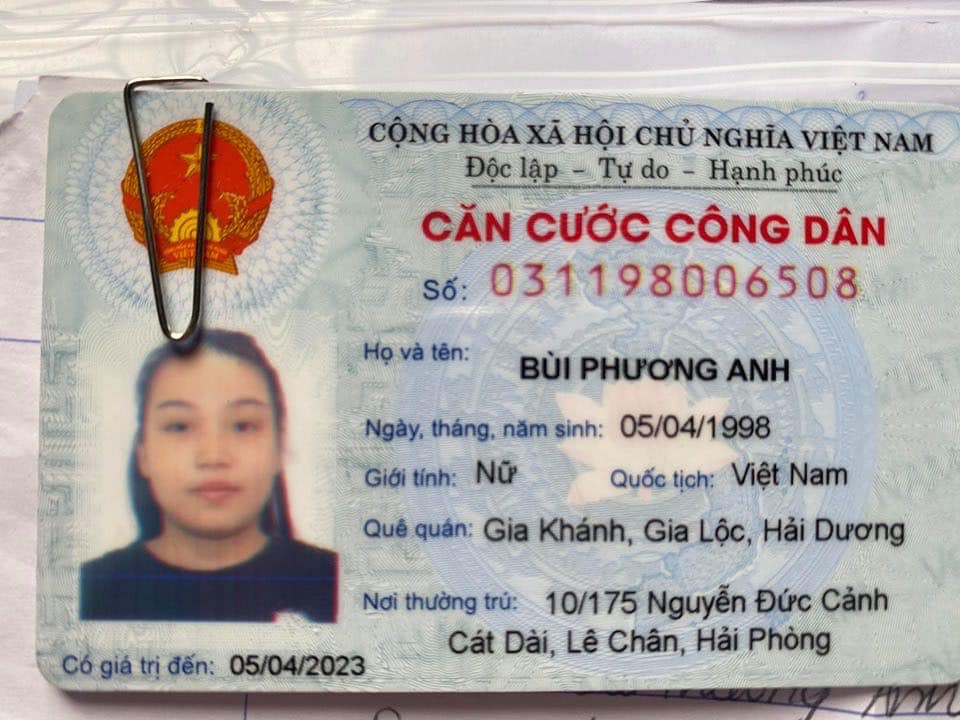 CỘNG HÒA XÃ HỘI CHỦ NGHĨA VIỆT NAM
Độc lập - Tự do - Hạnh phúc
CĂN CƯỚC CÔNG DÂN
Số: 031198006508
Họ và tên: BÙI PHƯƠNG ANH
Ngày, tháng, năm sinh: 05/04/1998
Giới tính: Nữ Quốc tịch: Việt Nam
Quê quán: Gia Khánh, Gia Lộc, Hải Dương
Nơi thường trú: 10/175 Nguyễn Đức Cảnh
Cát Dài, Lê Chân, Hải Phòng
Có giá trị đến: 05/04/2023